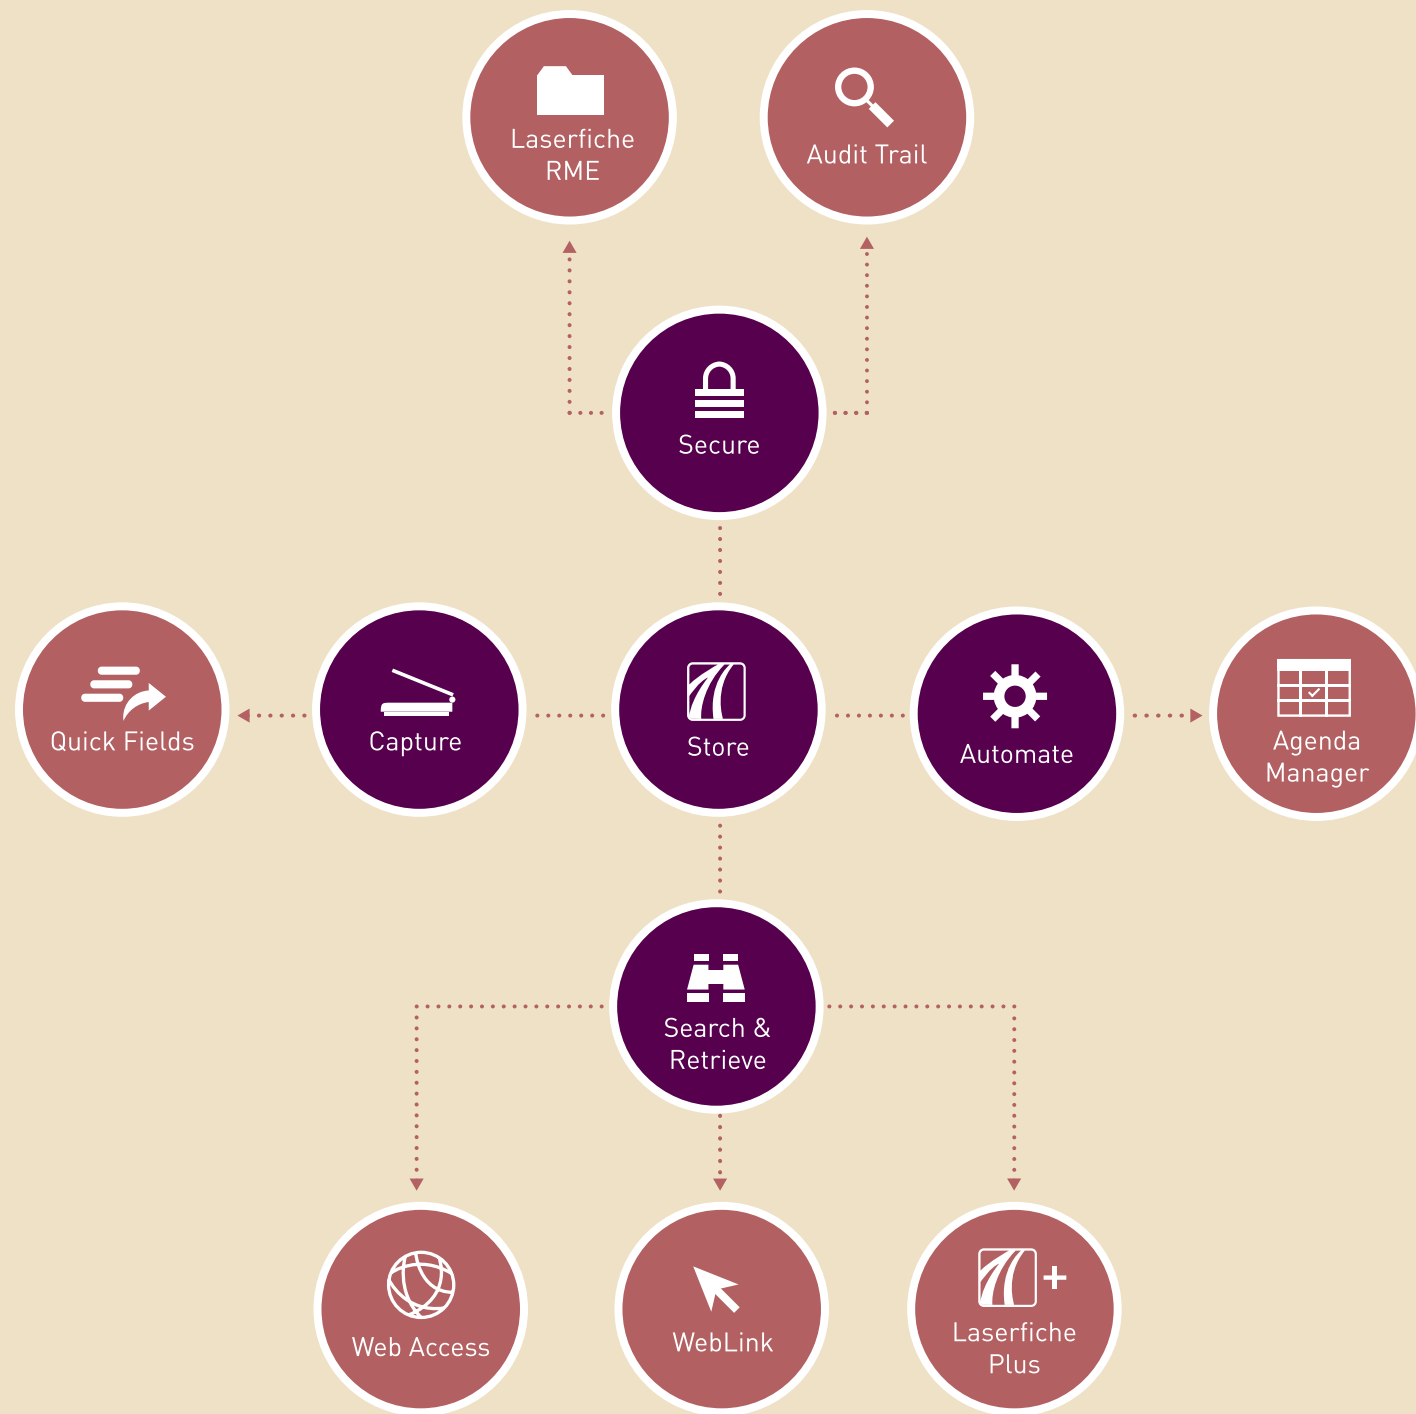 Laserfiche
RME
Audit Trail
Secure
Quick Fields
Capture
Store
Automate
Agenda
Manager
Search &
Retrieve
Web Access
WebLink
Laserfiche
Plus